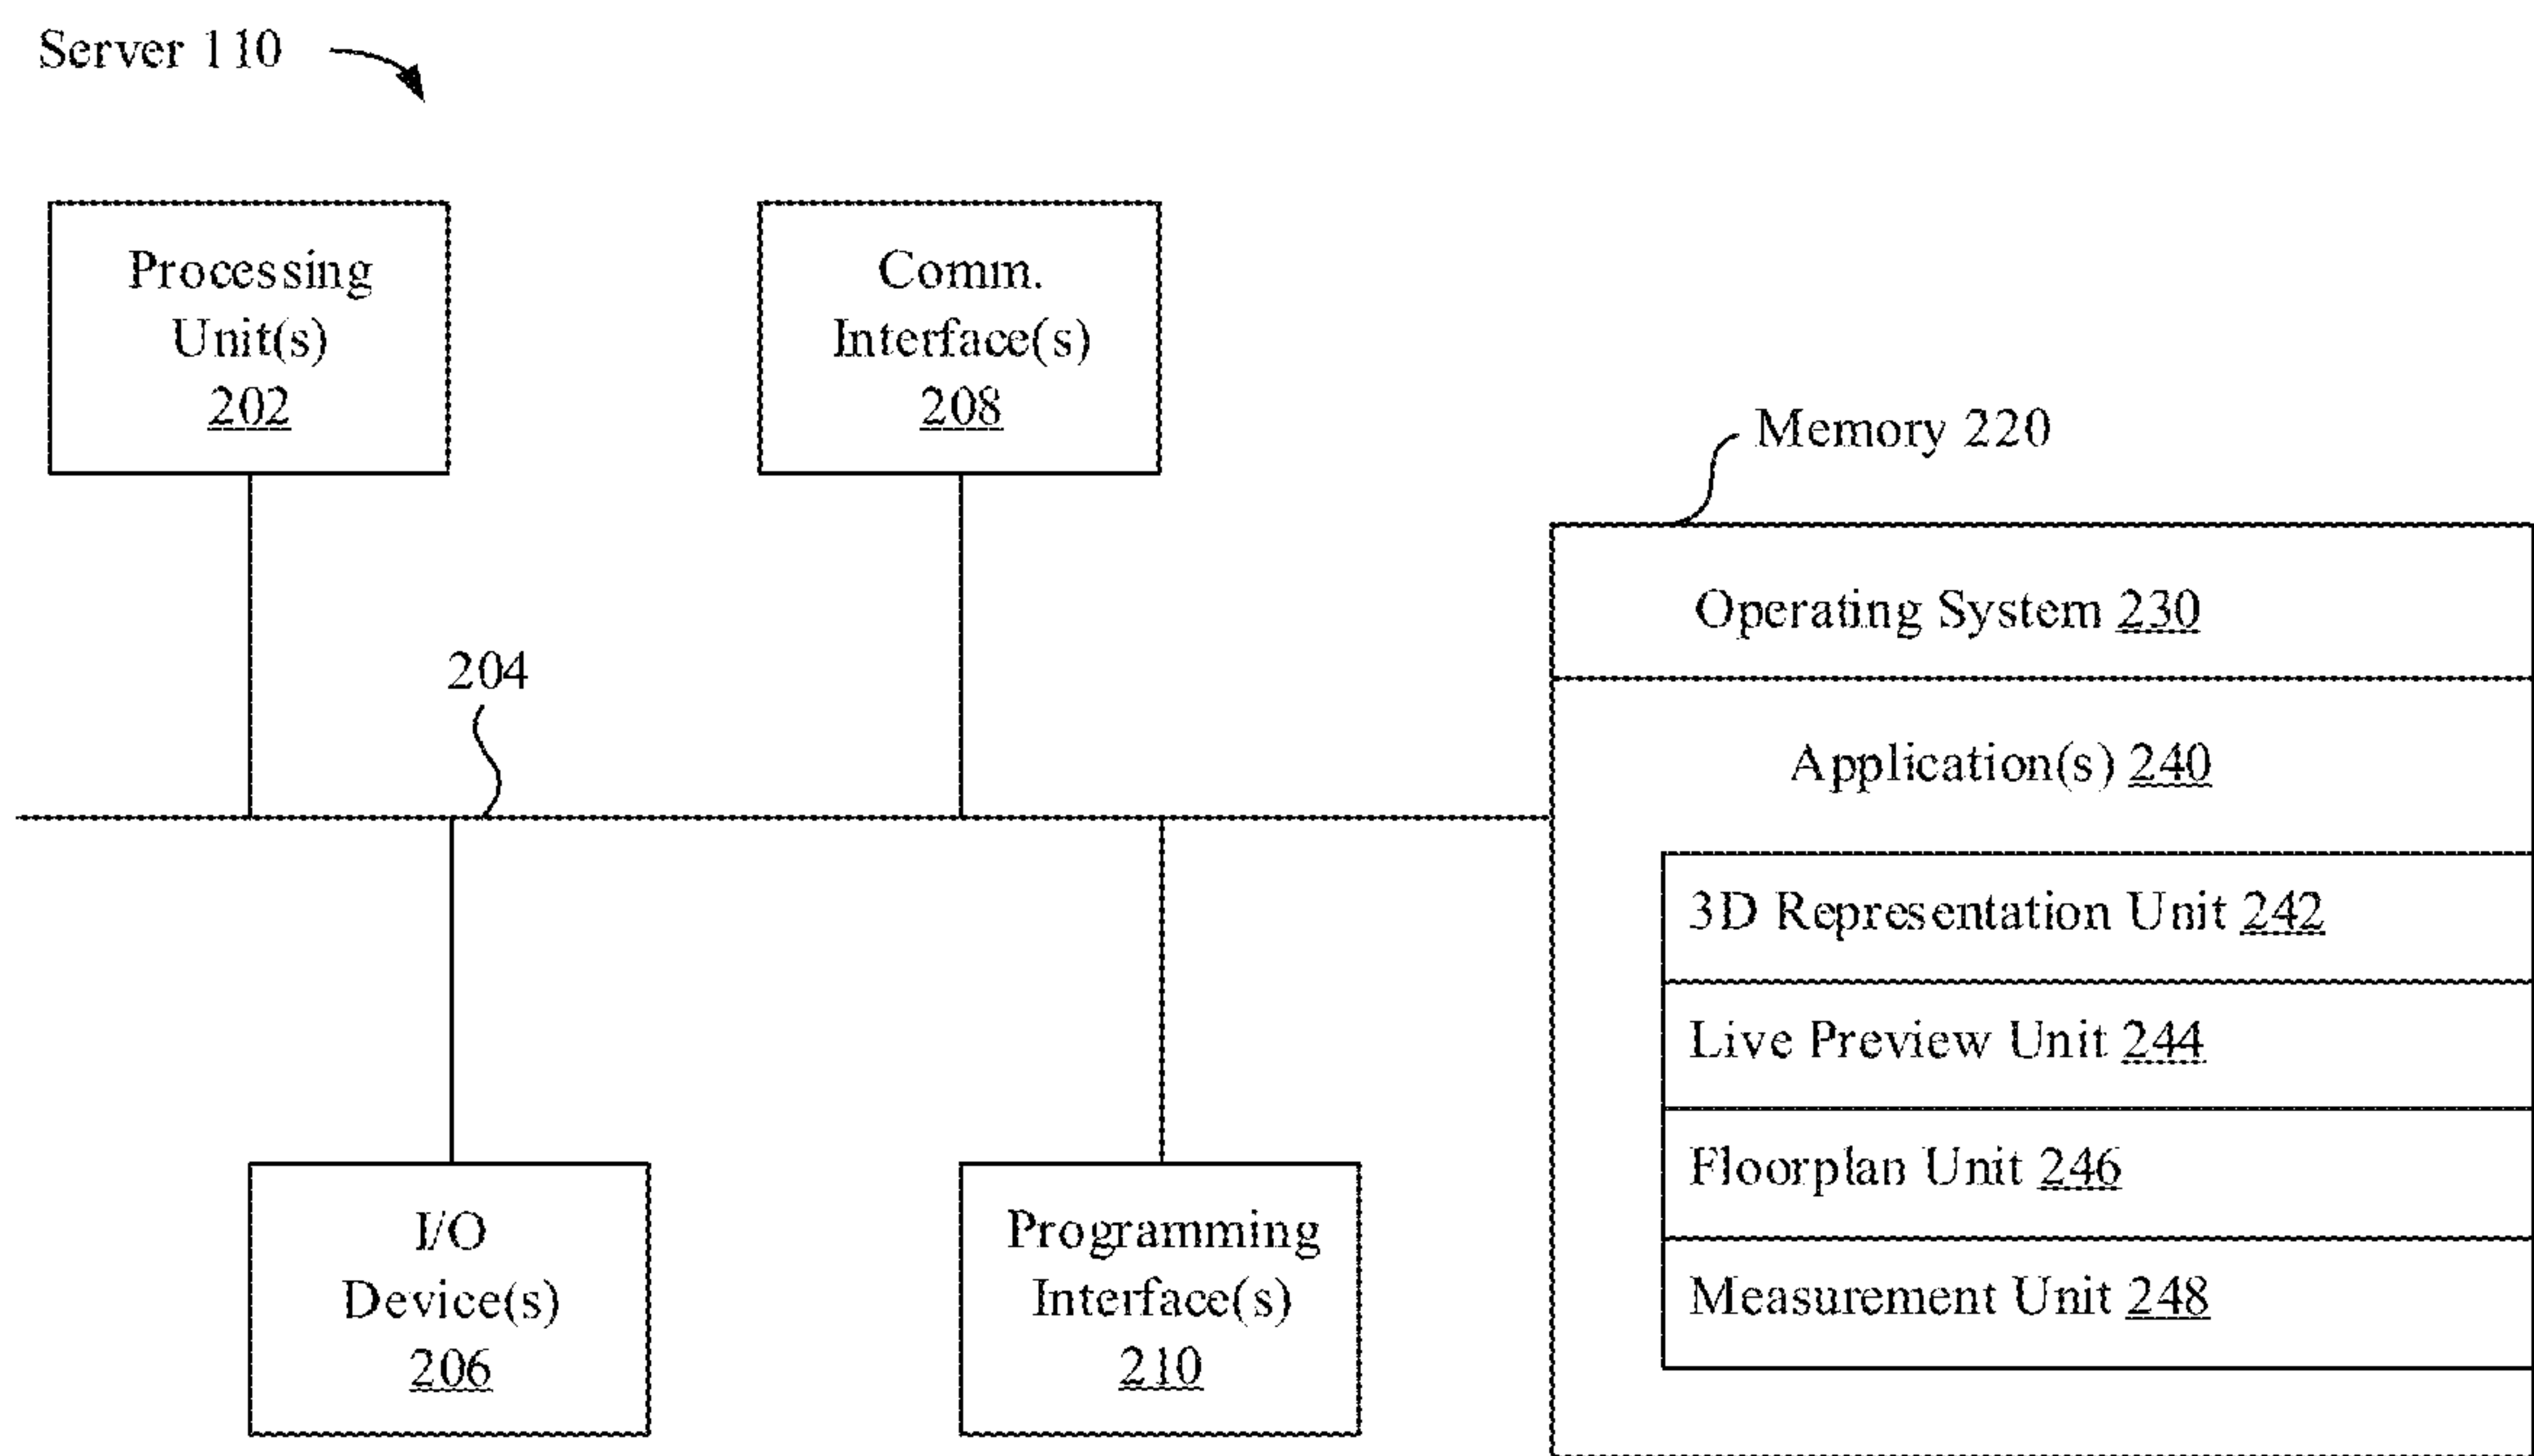 Server 110
Processing
Unit(s)
202
Comm.
Interface(s)
208
Memory 220
Operating System 230
204
Application(s) 240
3D Representation Unit 242
Live Preview Unit 244
Floorplan Unit 246
Measurement Unit 248
I/O
Device(s)
206
Programming
Interface(s)
210